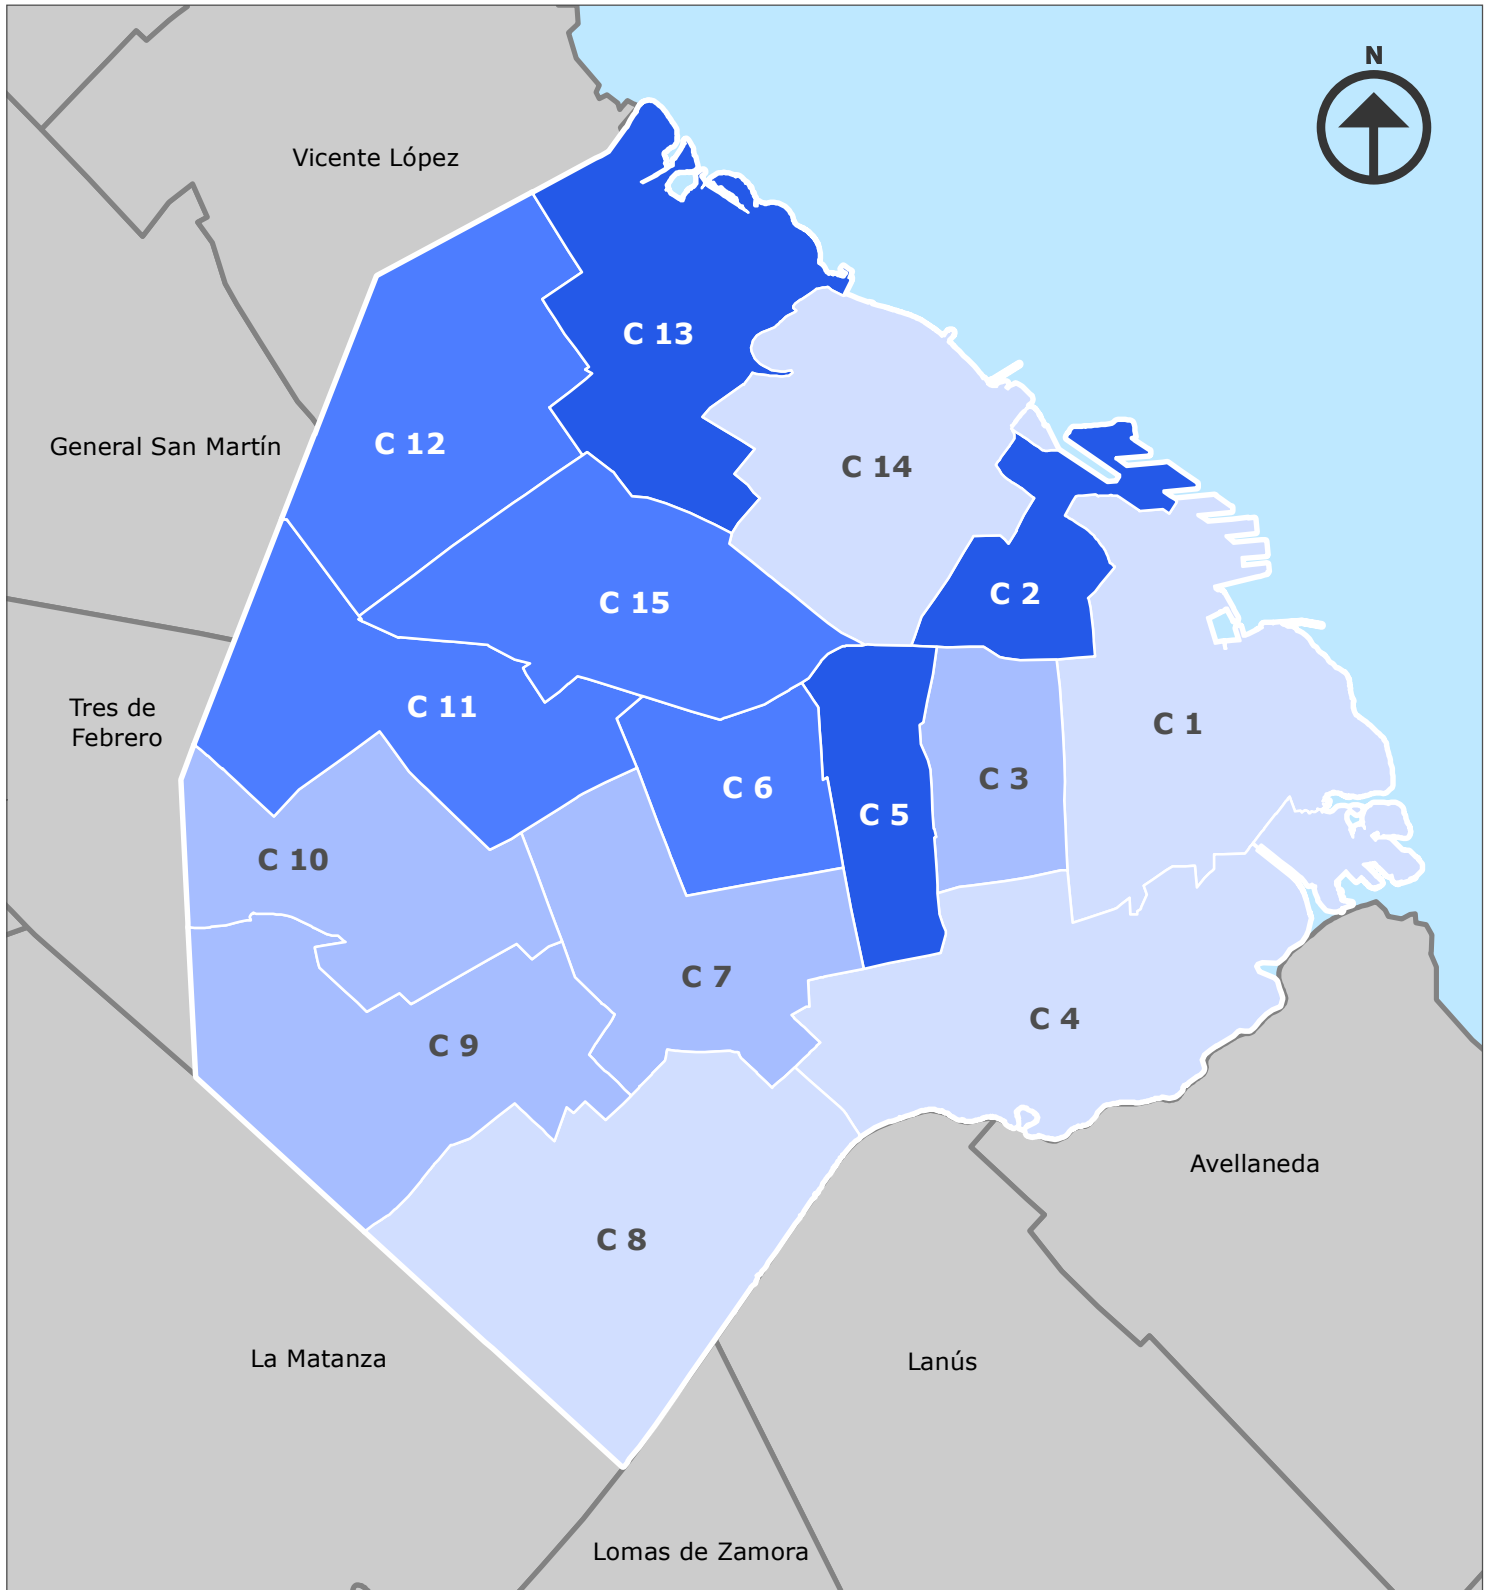 N
Vicente López
C 13
C 12
General San Martín
C 14
C 2
C 15
C 11
Tres de
Febrero
C 1
C 3
C 6
C 5
C 10
C 7
C 4
C 9
Avellaneda
C 8
La Matanza
Lanús
Lomas de Zamora